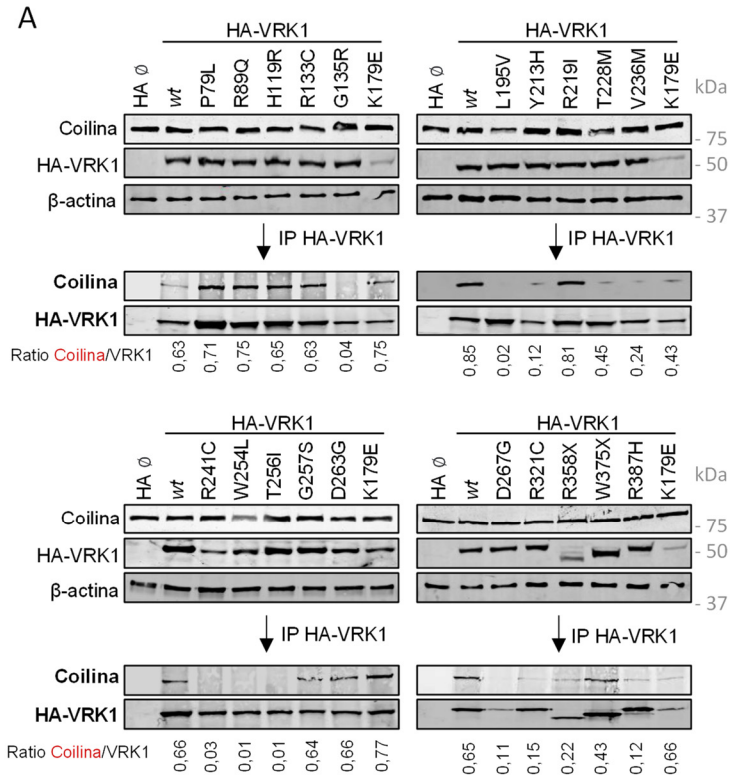 A
HA-VRK1
HA Ø wt P79L R89Q H119R R133C G135R K179E
Coilina
HA-VRK1
β-actina
IP HA-VRK1
Coilina
HA-VRK1
Ratio Coilina/VRK1 0,63 0,71 0,75 0,65 0,63 0,04 0,75
HA-VRK1
HA Ø wt L195V Y213H R219I T228M V236M K179E
kDa
- 75
- 50
- 37
IP HA-VRK1
0,85 0,02 0,12 0,81 0,45 0,24 0,43
HA-VRK1
HA Ø wt R241C W254L T256I G257S D263G K179E
Coilina
HA-VRK1
β-actina
IP HA-VRK1
Coilina
HA-VRK1
Ratio Coilina/VRK1 0,66 0,03 0,01 0,01 0,64 0,66 0,77
HA-VRK1
HA Ø wt D267G R321C R358X W375X R387H K179E
kDa
- 75
- 50
- 37
IP HA-VRK1
0,65 0,11 0,15 0,22 0,43 0,12 0,66